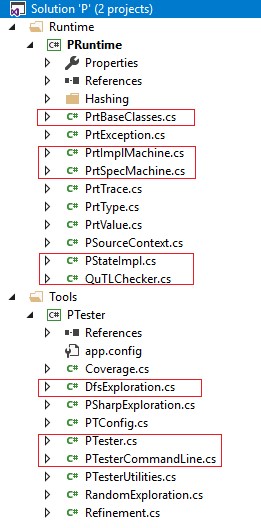 Solution 'P' (2 projects)
Runtime
C# PRuntime
Properties
References
Hashing
C# PrtBaseClasses.cs
C# PrtException.cs
C# PrtImplMachine.cs
C# PrtSpecMachine.cs
C# PrtTrace.cs
C# PrtType.cs
C# PrtValue.cs
C# PSourceContext.cs
C# PStateImpl.cs
C# QuTLChecker.cs
Tools
C# PTester
References
app.config
C# Coverage.cs
C# DfsExploration.cs
C# PSharpExploration.cs
C# PTConfig.cs
C# PTester.cs
C# PTesterCommandLine.cs
C# PTesterUtilities.cs
C# RandomExploration.cs
C# Refinement.cs